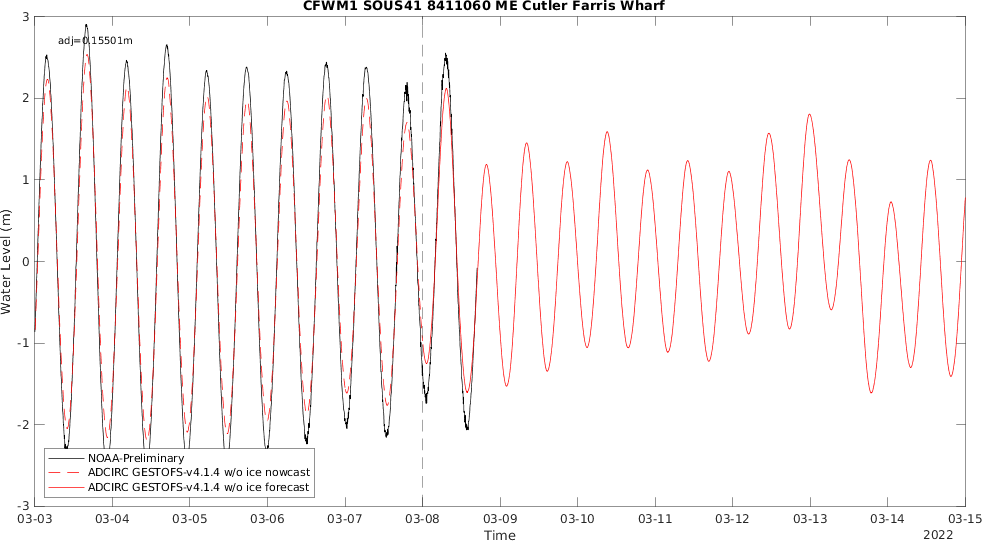 CFWM1 SOUS41 8411060 ME Cutler Farris Wharf
adj=0.15501m
3
2
1
0
-1
-2
-3
Water Level (m)
NOAA-Preliminary
ADCIRC GESTOFS-v4.1.4 w/o ice nowcast
ADCIRC GESTOFS-v4.1.4 w/o ice forecast
03-03 03-04 03-05 03-06 03-07 03-08 03-09 03-10 03-11 03-12 03-13 03-14 03-15
Time
2022